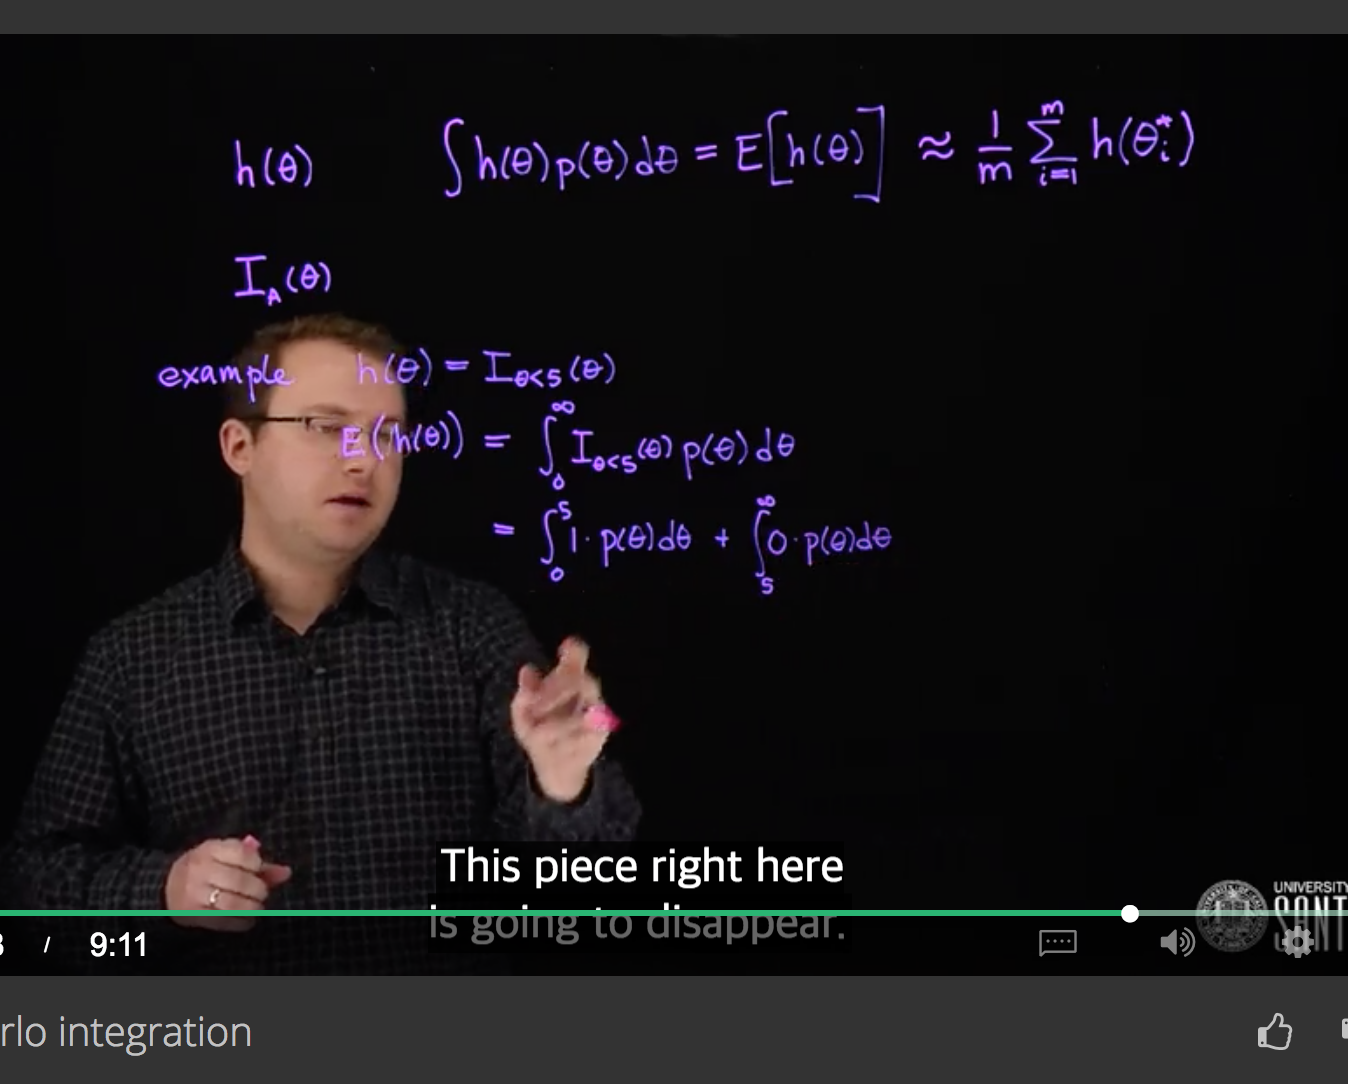 h(θ) ∫h(θ)p(θ)dθ = E[h(θ)] ≈ 1/m Σ_{i=1}^{m} h(θ_i^*)
I_A(θ)
example h(θ) = I_{θ<5}(θ)
E(h(θ)) = ∫_0^∞ I_{θ<5}(θ) p(θ) dθ
= ∫_0^5 1·p(θ)dθ + ∫_5^∞ 0·p(θ)dθ
This piece right here
is going to disappear.
UNIVERSITY
/ 9:11
rlo integration